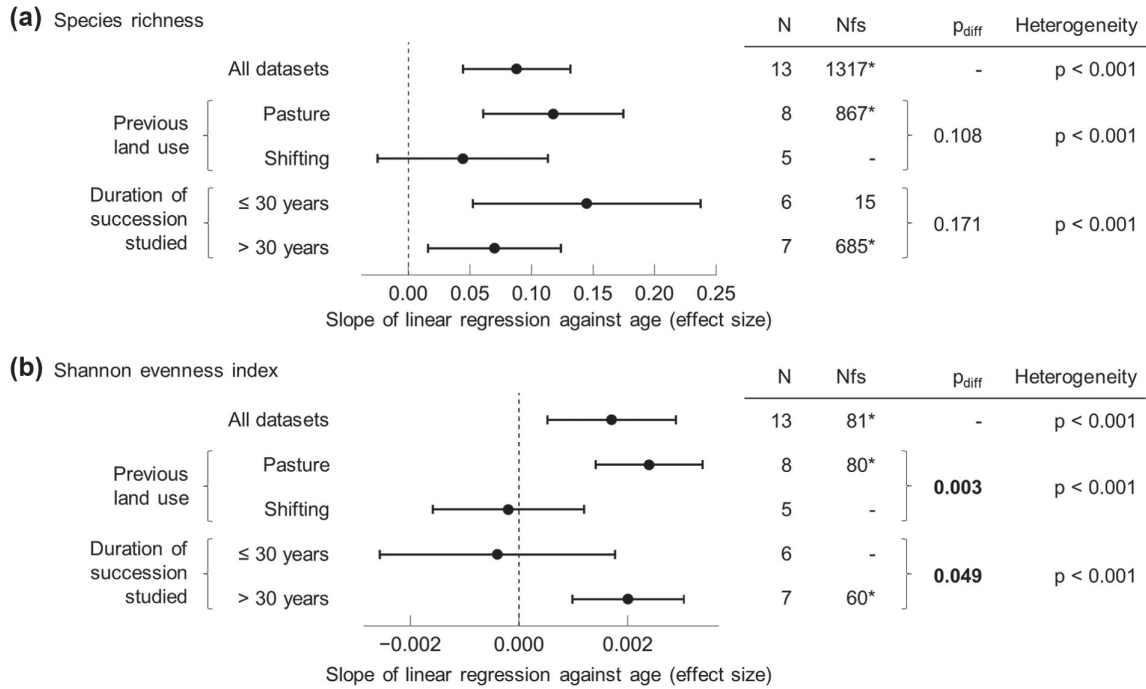 (a) Species richness
N Nfs pdiff Heterogeneity
All datasets 13 1317* - p < 0.001
Previous land use
Pasture 8 867*
0.108 p < 0.001
Shifting 5 -
Duration of succession studied
≤ 30 years 6 15
0.171 p < 0.001
> 30 years 7 685*
0.00 0.05 0.10 0.15 0.20 0.25
Slope of linear regression against age (effect size)
(b) Shannon evenness index
N Nfs pdiff Heterogeneity
All datasets 13 81* - p < 0.001
Previous land use
Pasture 8 80*
0.003 p < 0.001
Shifting 5 -
Duration of succession studied
≤ 30 years 6 -
0.049 p < 0.001
> 30 years 7 60*
−0.002 0.000 0.002
Slope of linear regression against age (effect size)